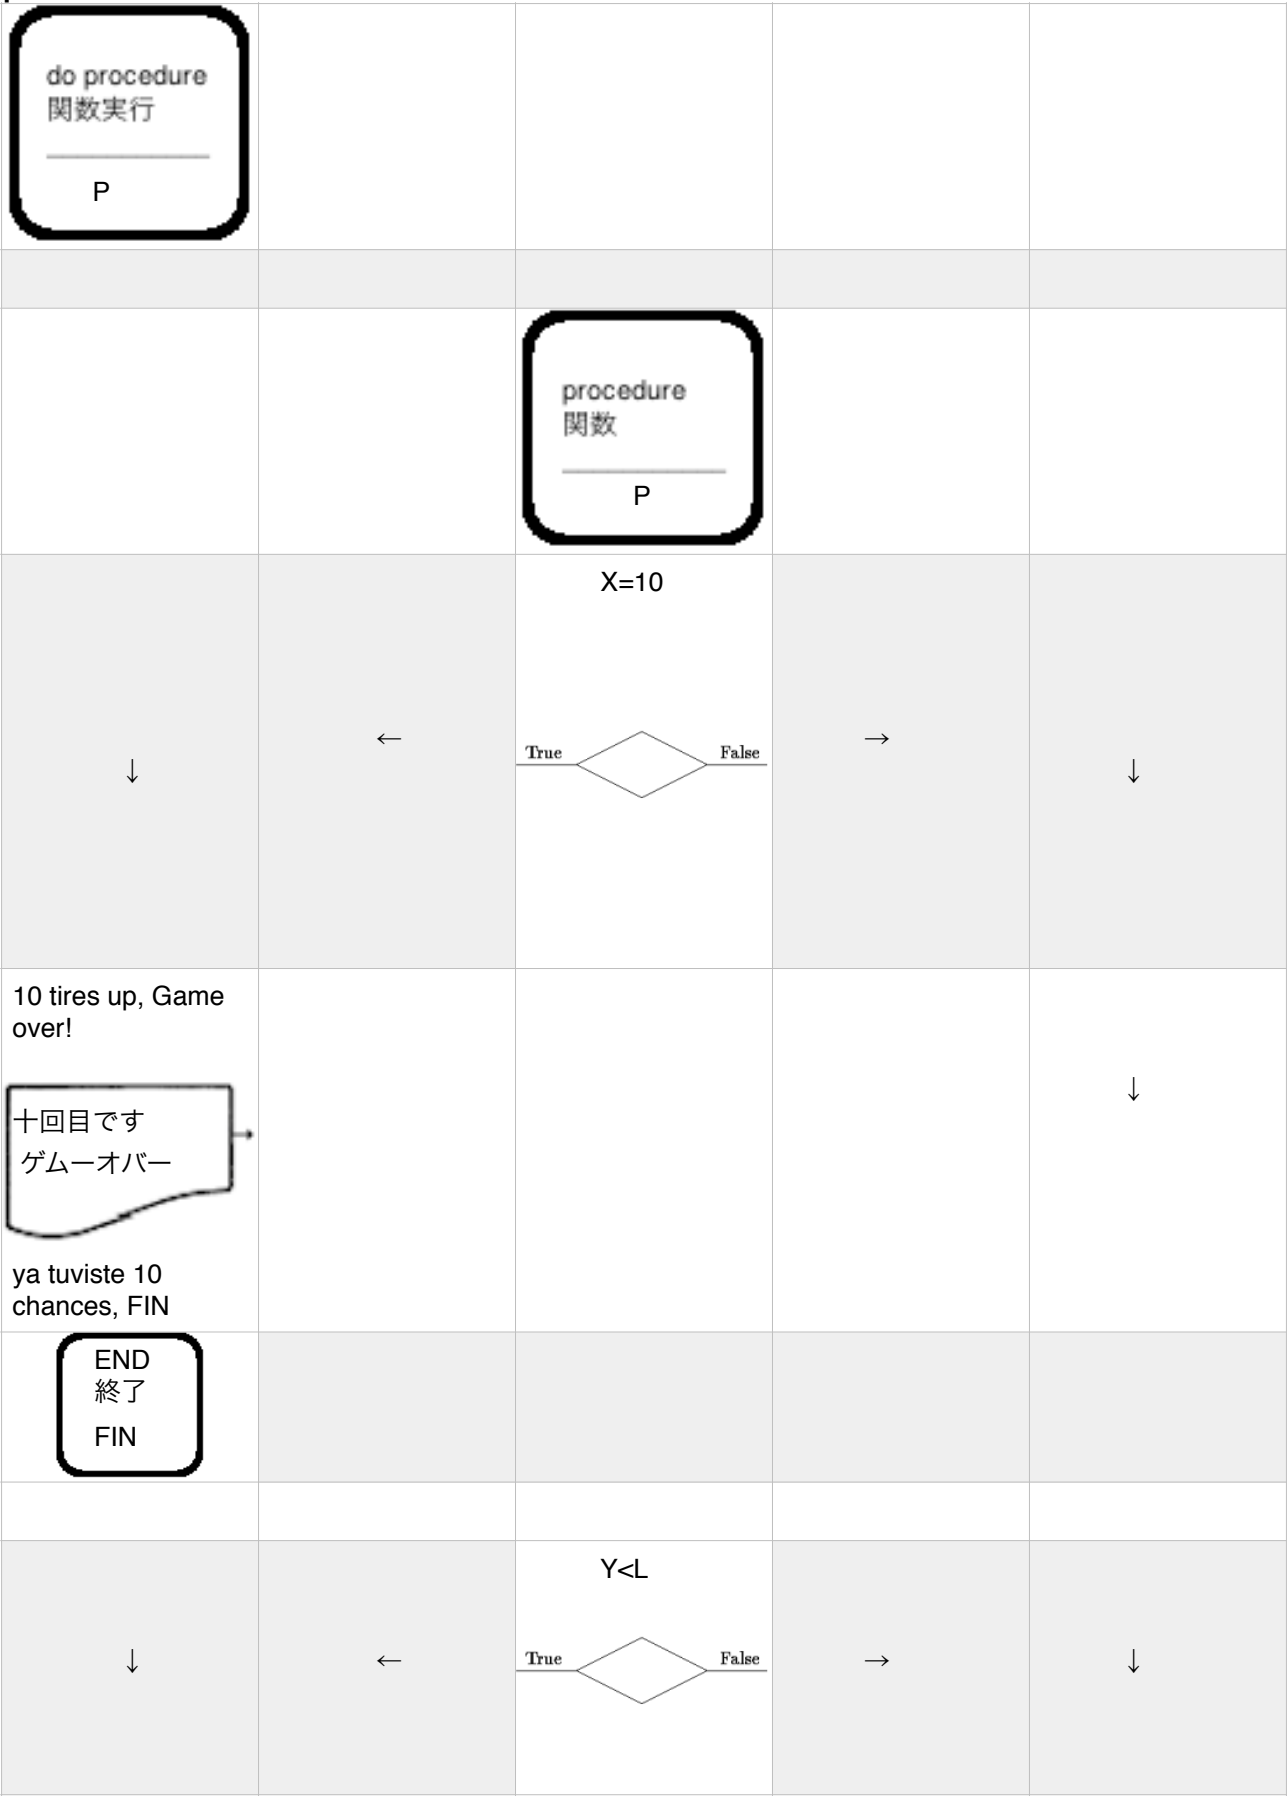 do procedure
関数実行
P
procedure
関数
P
X=10
←
→
True
False
↓
↓
10 tires up, Game
over!
↓
十回目です
ゲムーオバー
ya tuviste 10
chances, FIN
END
終了
FIN
Y<L
↓
←
True
False
→
↓